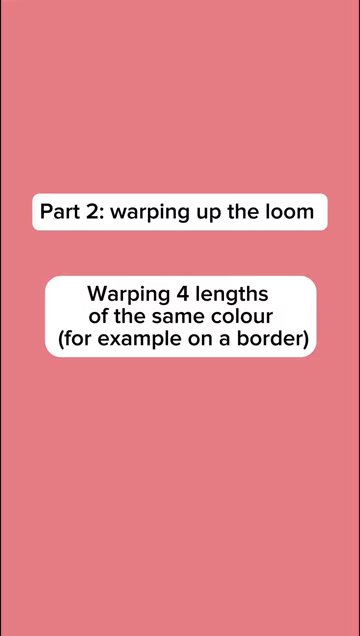 Part 2: warping up the loom
Warping 4 lengths
of the same colour
(for example on a border)